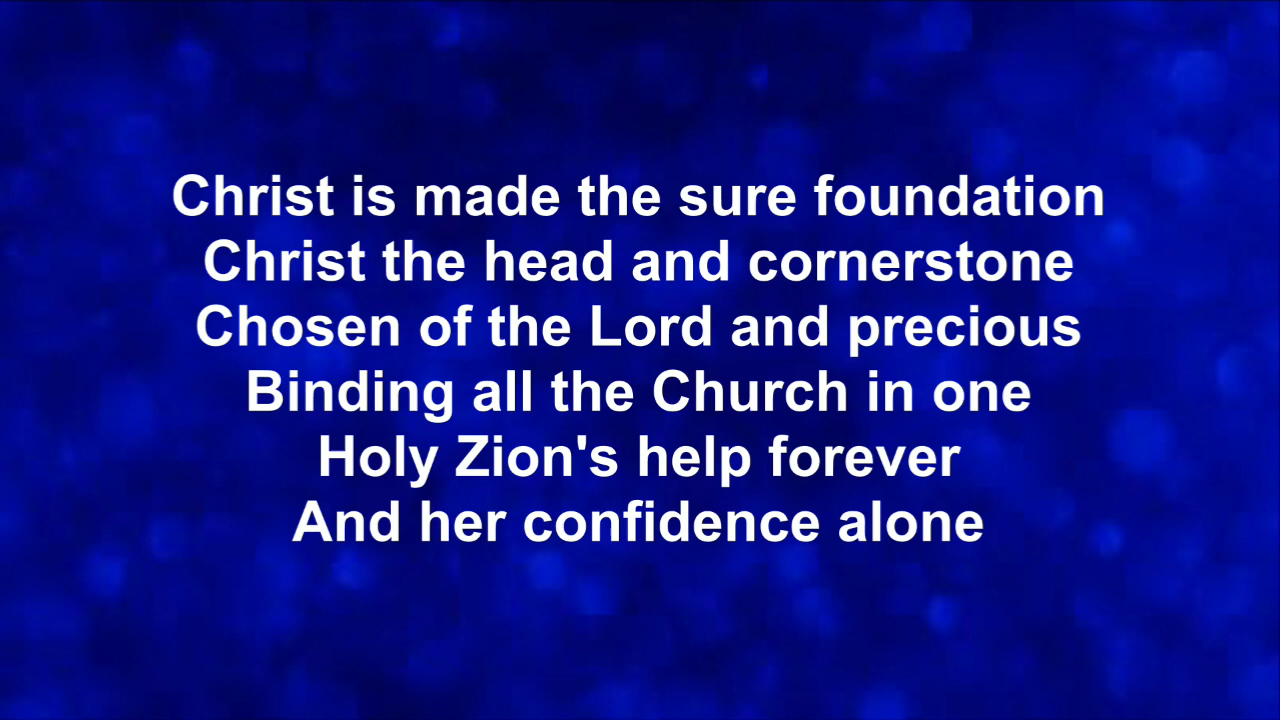 Christ is made the sure foundation
Christ the head and cornerstone
Chosen of the Lord and precious
Binding all the Church in one
Holy Zion's help forever
And her confidence alone